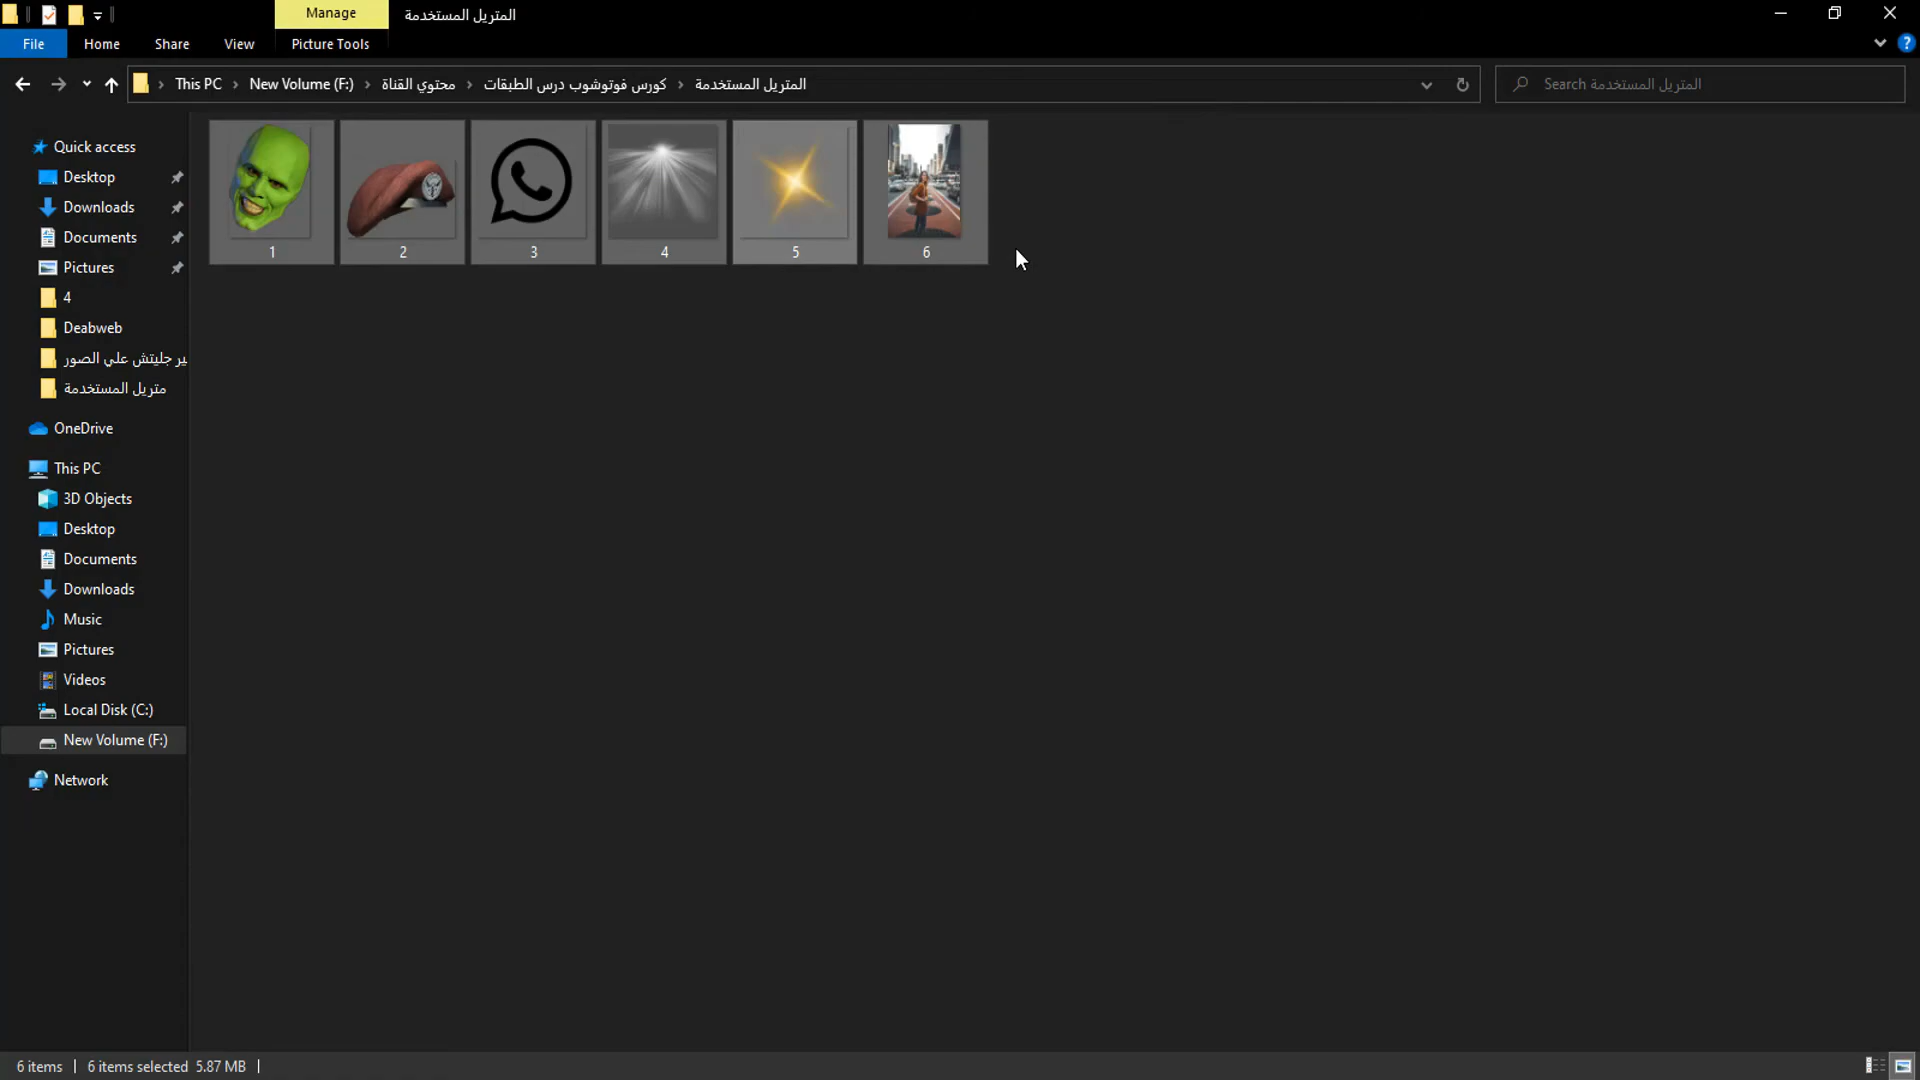 Manage
المتريل المستخدمة
File
Home
Share
View
Picture Tools
This PC
New Volume (F:)
محتوي القناة
كورس فوتوشوب درس الطبقات
المتريل المستخدمة
Search المتريل المستخدمة
Quick access
Desktop
Downloads
Documents
Pictures
4
Deabweb
ير جليتش علي الصور
متريل المستخدمة
OneDrive
This PC
3D Objects
Desktop
Documents
Downloads
Music
Pictures
Videos
Local Disk (C:)
New Volume (F:)
Network
1
2
3
4
5
6
6 items
6 items selected 5.87 MB